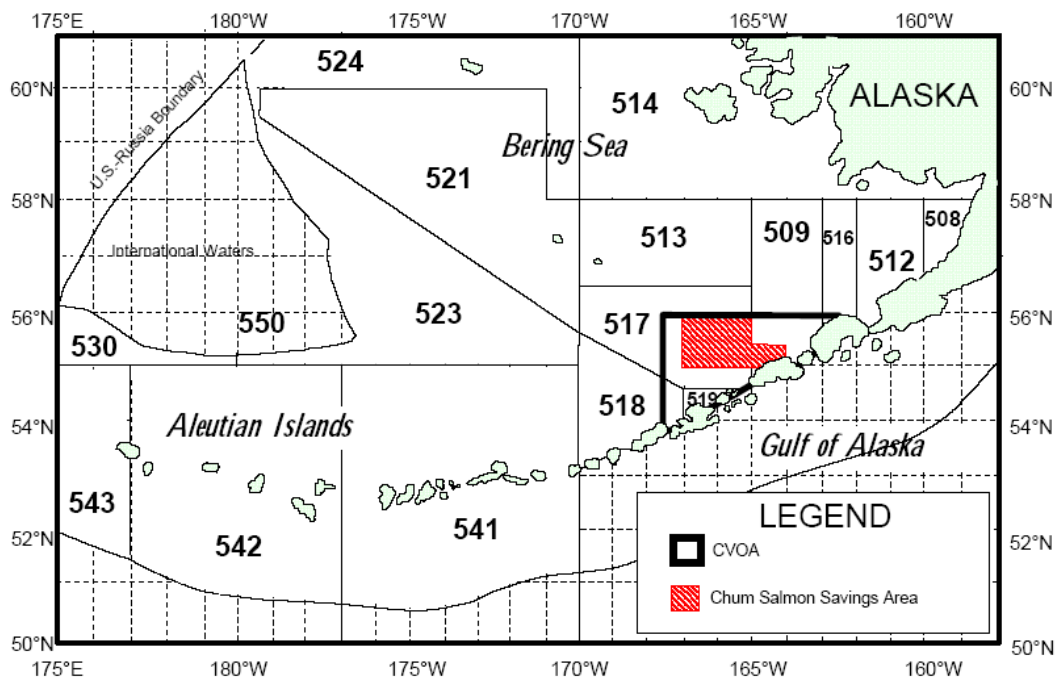 175°E 180°W 175°W 170°W 165°W 160°W
60°N 60°N
58°N 58°N
56°N 56°N
54°N 54°N
52°N 52°N
50°N 50°N
175°E 180°W 175°W 170°W 165°W 160°W
524
514
ALASKA
U.S.-Russia Boundary
Bering Sea
521
508
513
509
516
512
International Waters
523
550
530
517
518
519
Aleutian Islands
Gulf of Alaska
543
542
541
LEGEND
CVOA
Chum Salmon Savings Area